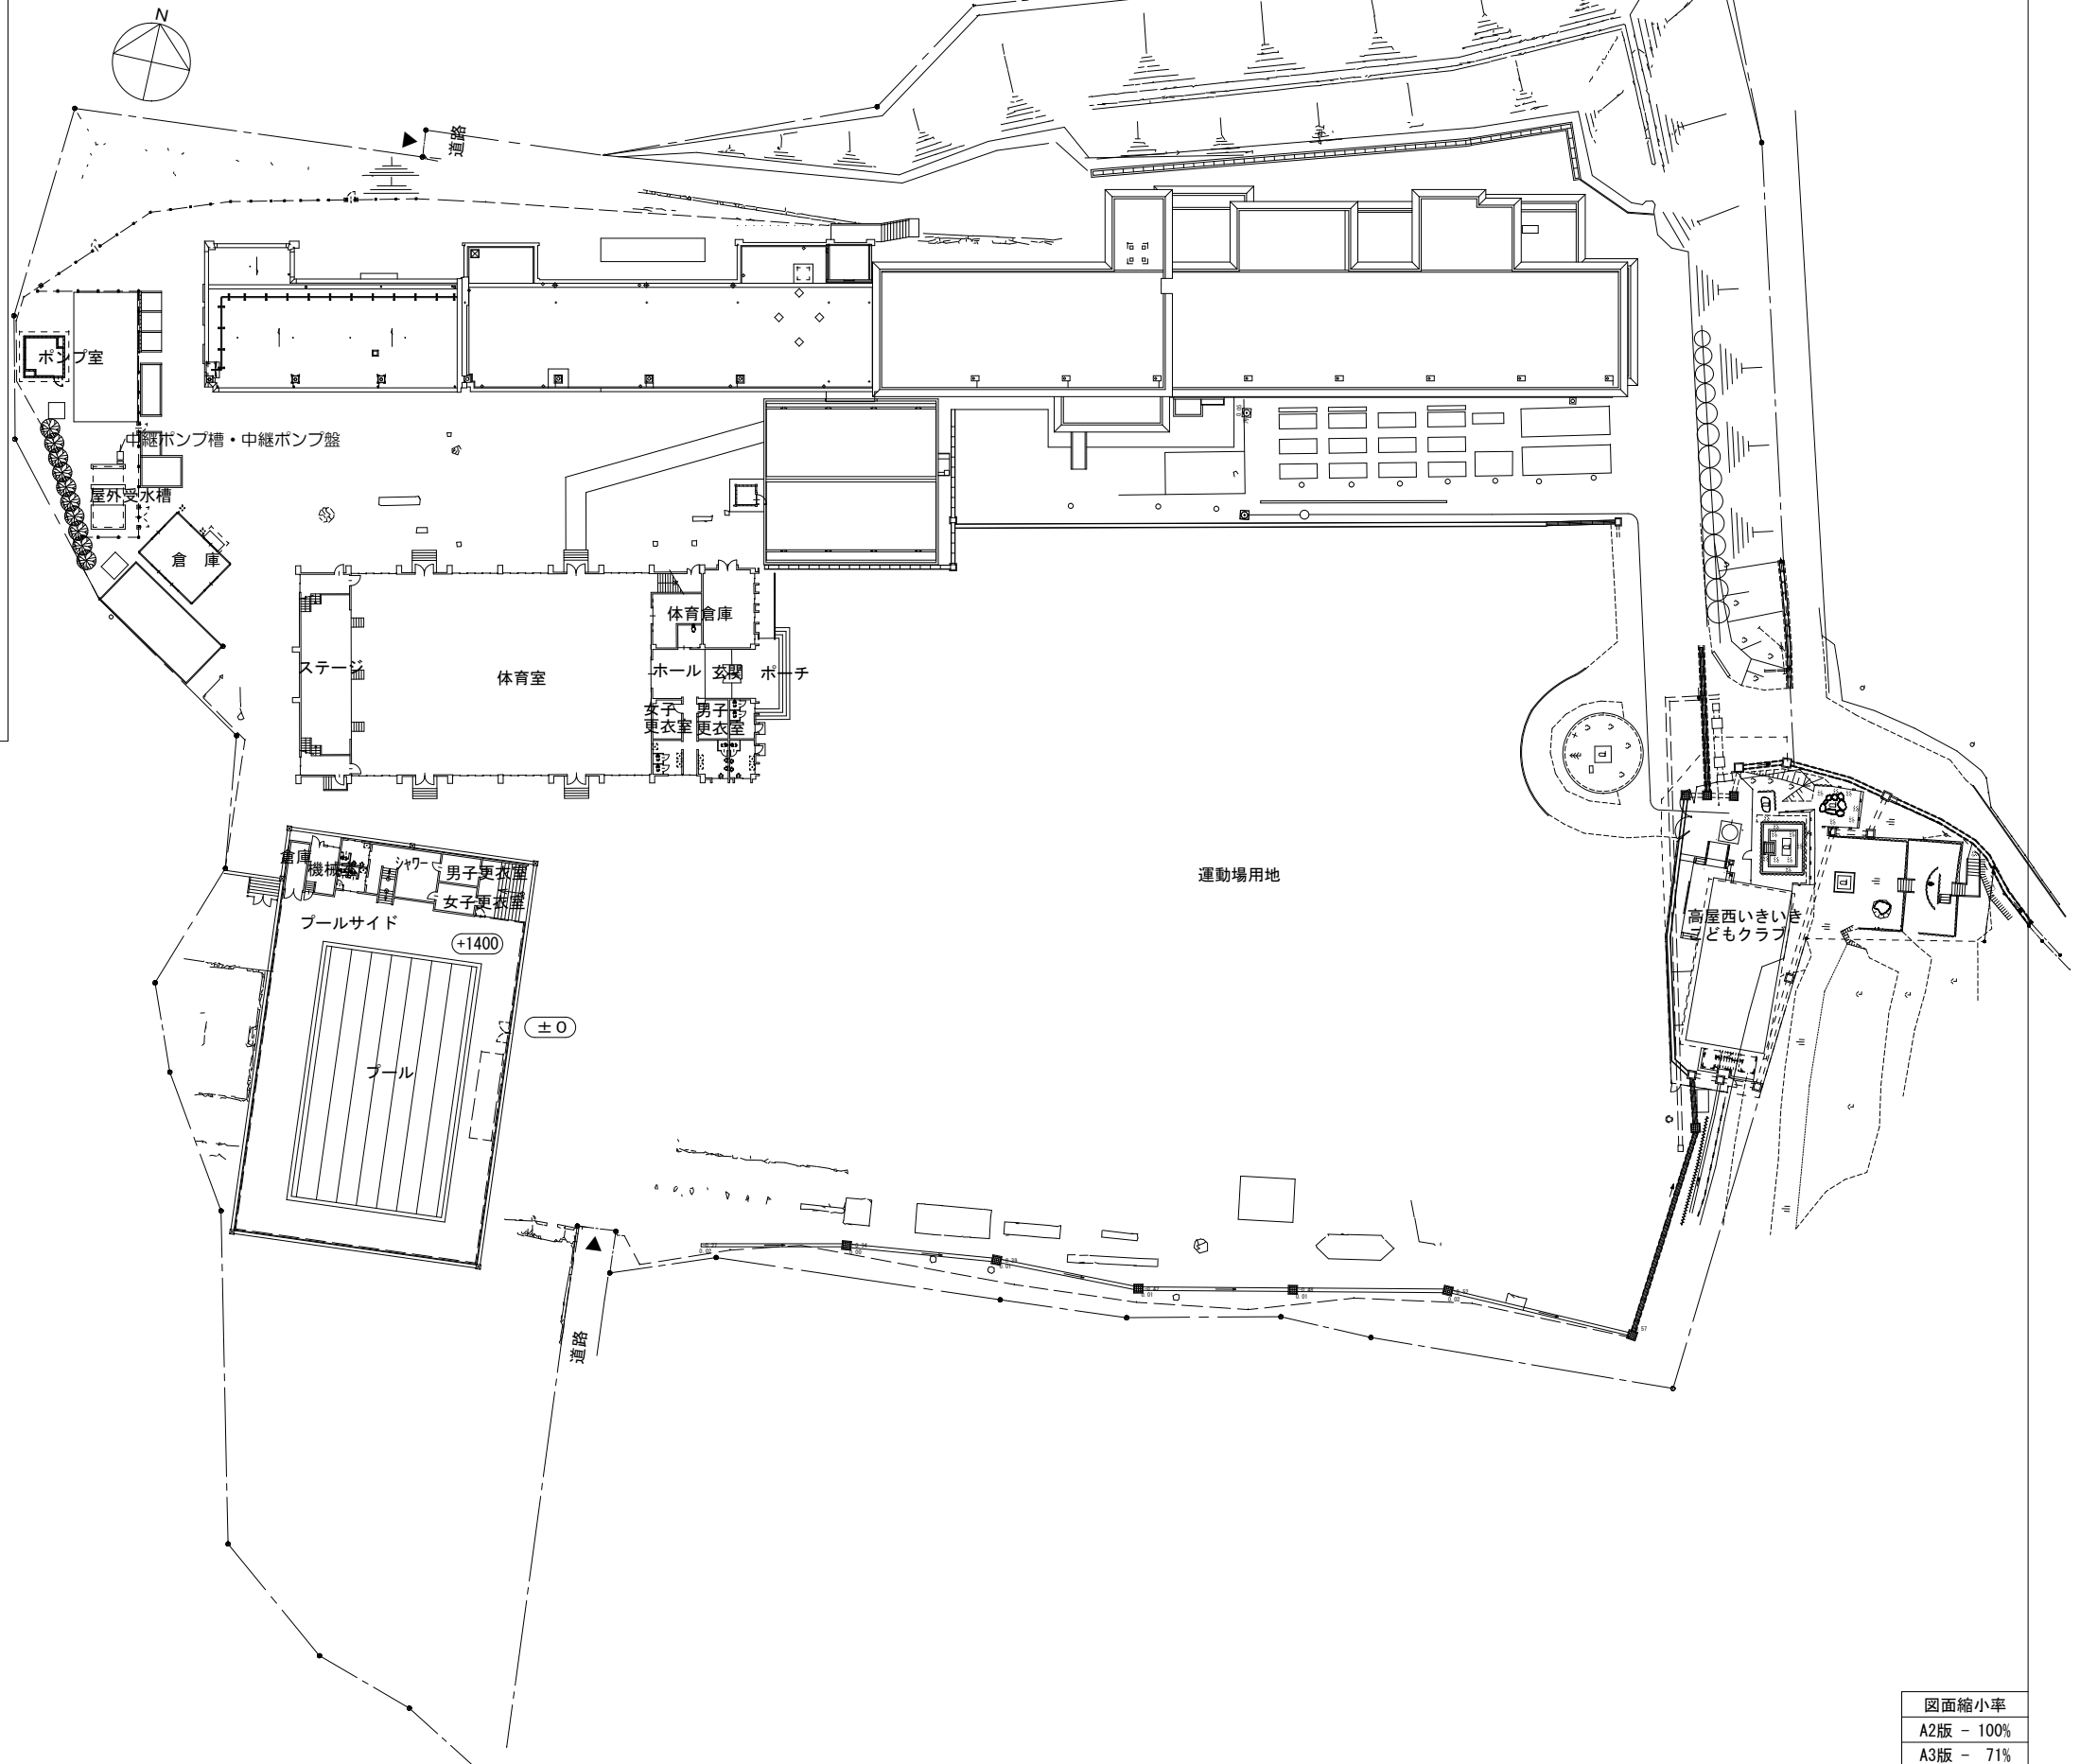 N
道路
ポンプ室
中継ポンプ槽・中継ポンプ盤
屋外受水槽
倉 庫
体育倉庫
ステージ
体育室
ホール
玄関
ポーチ
女子
更衣室
男子
更衣室
倉庫
シャワー
男子更衣室
女子更衣室
プールサイド
+1400
±0
プール
運動場用地
高屋西いきいき
こどもクラブ
道路
図面縮小率
A2版 - 100%
A3版 - 71%